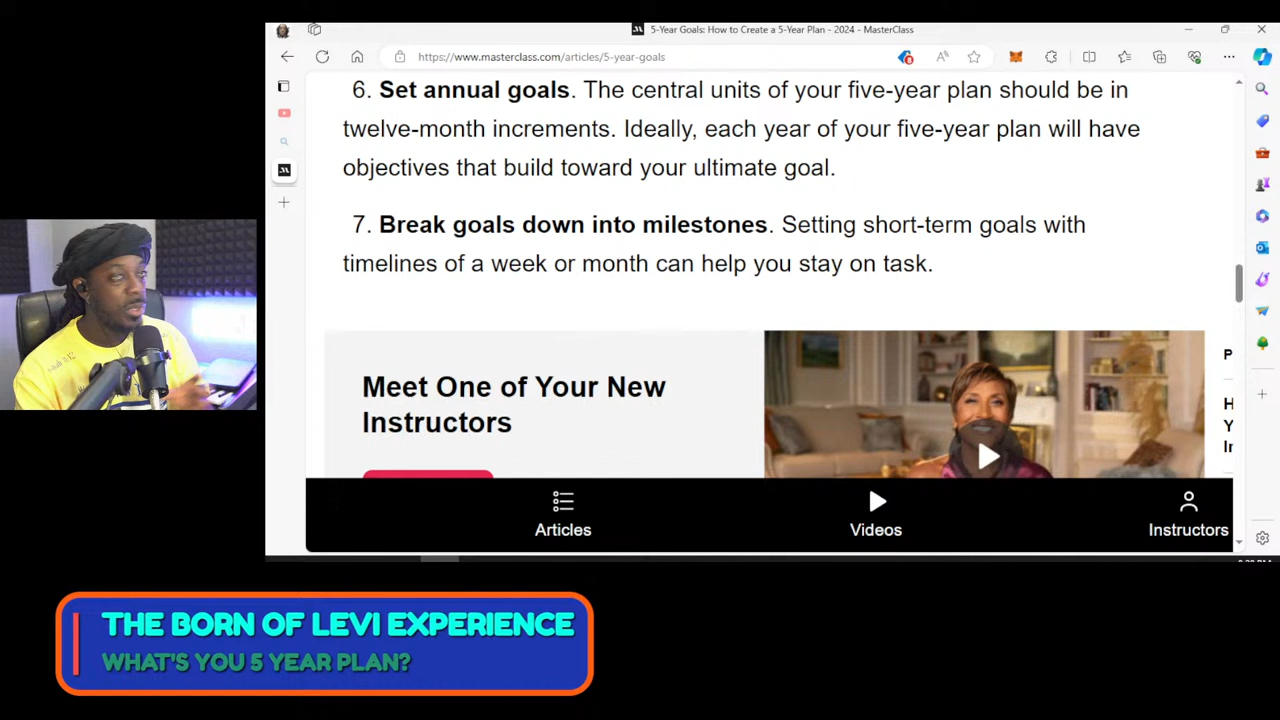 5-Year Goals: How to Create a 5-Year Plan - 2024 - MasterClass
https://www.masterclass.com/articles/5-year-goals
6. Set annual goals. The central units of your five-year plan should be in
twelve-month increments. Ideally, each year of your five-year plan will have
objectives that build toward your ultimate goal.
7. Break goals down into milestones. Setting short-term goals with
timelines of a week or month can help you stay on task.
Meet One of Your New
Instructors
P
H
Y
In
Articles
Videos
Instructors
THE BORN OF LEVI EXPERIENCE
WHAT'S YOU 5 YEAR PLAN?